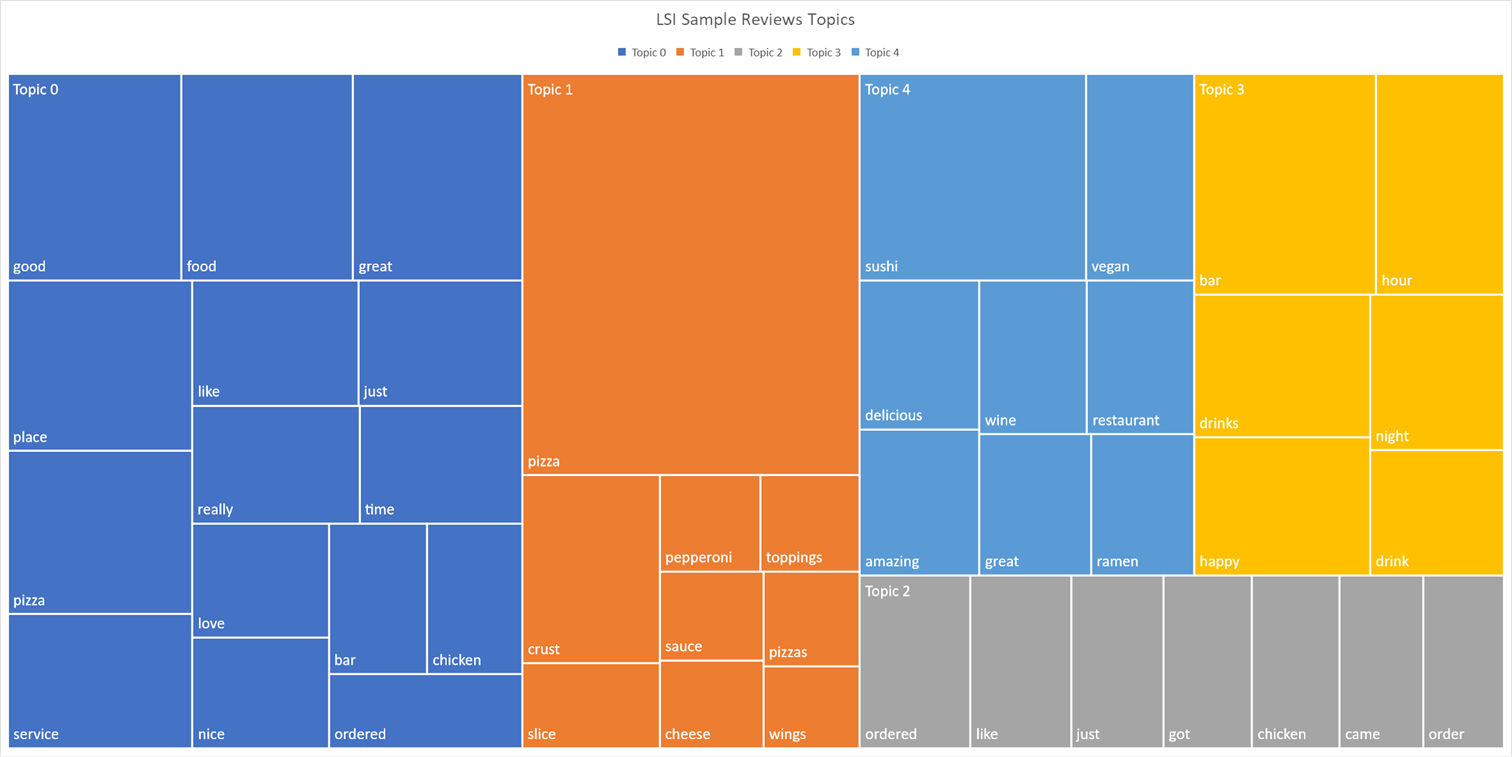 LSI Sample Reviews Topics
Topic 0 Topic 1 Topic 2 Topic 3 Topic 4
Topic 0
good
food
great
place
like
just
pizza
really
time
service
love
nice
bar
chicken
ordered
Topic 1
pizza
crust
pepperoni
toppings
sauce
pizzas
slice
cheese
wings
Topic 4
sushi
vegan
delicious
wine
restaurant
amazing
great
ramen
Topic 3
bar
hour
drinks
night
happy
drink
Topic 2
ordered
like
just
got
chicken
came
order